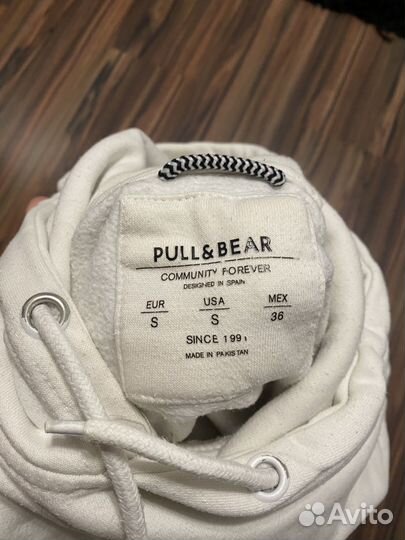 PULL&BEAR
COMMUNITY FOREVER
DESIGNED IN SPAIN
EUR USA MEX
S S 36
SINCE 1991
MADE IN PAKISTAN
Avito